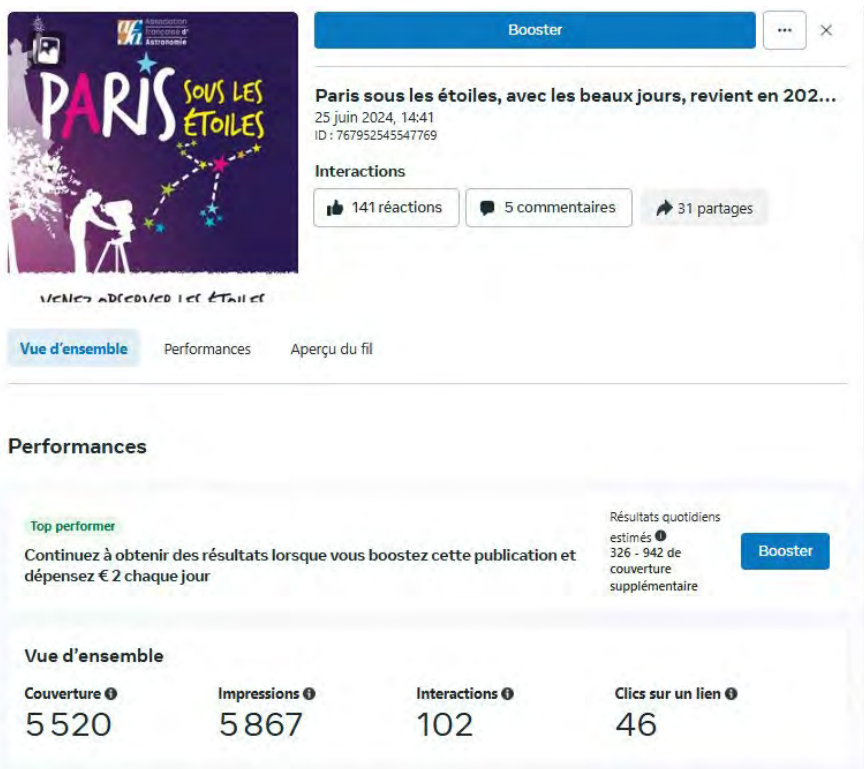 Association
Française d'
Astronomie
PARIS SOUS LES
ÉTOILES
VENEZ OBSERVER LES ÉTOILES
Booster
...
Paris sous les étoiles, avec les beaux jours, revient en 202...
25 juin 2024, 14:41
ID : 767952545547769
Interactions
141 réactions
5 commentaires
31 partages
Vue d'ensemble
Performances
Aperçu du fil
Performances
Top performer
Continuez à obtenir des résultats lorsque vous boostez cette publication et
dépensez € 2 chaque jour
Résultats quotidiens
estimés
326 - 942 de
couverture
supplémentaire
Booster
Vue d'ensemble
Couverture
5 520
Impressions
5 867
Interactions
102
Clics sur un lien
46